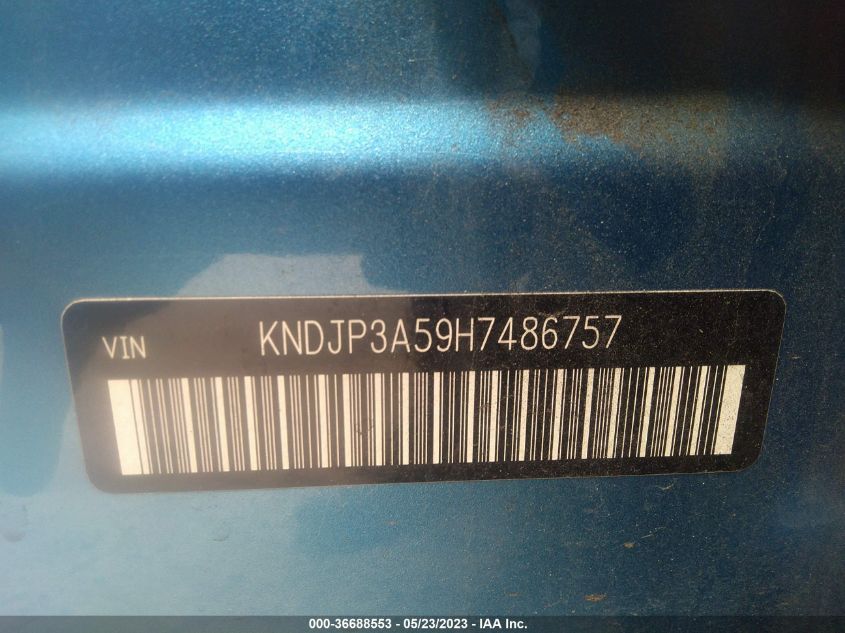 VIN KNDJP3A59H7486757
000-36688553 — 05/23/2023 — IAA Inc.